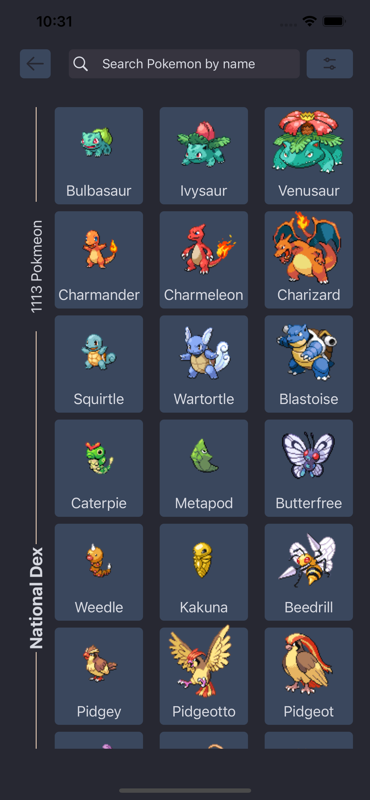 10:31
Search Pokemon by name
1113 Pokmeon
National Dex
Bulbasaur
Ivysaur
Venusaur
Charmander
Charmeleon
Charizard
Squirtle
Wartortle
Blastoise
Caterpie
Metapod
Butterfree
Weedle
Kakuna
Beedrill
Pidgey
Pidgeotto
Pidgeot